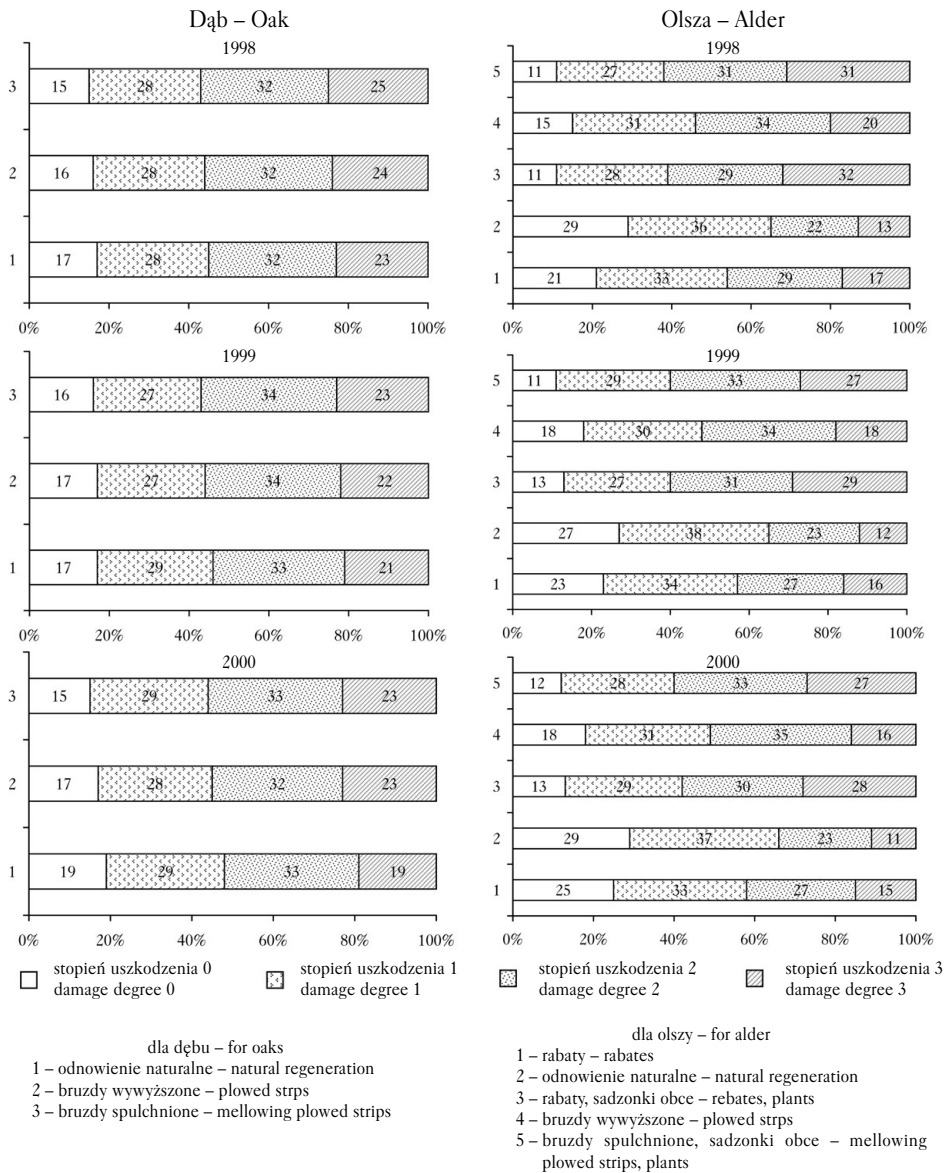 Dąb – Oak
1998
3 15 28 32 25
2 16 28 32 24
1 17 28 32 23
0% 20% 40% 60% 80% 100%
1999
3 16 27 34 23
2 17 27 34 22
1 17 29 33 21
0% 20% 40% 60% 80% 100%
2000
3 15 29 33 23
2 17 28 32 23
1 19 29 33 19
0% 20% 40% 60% 80% 100%
Olsza – Alder
1998
5 11 27 31 31
4 15 31 34 20
3 11 28 29 32
2 29 36 22 13
1 21 33 29 17
0% 20% 40% 60% 80% 100%
1999
5 11 29 33 27
4 18 30 34 18
3 13 27 31 29
2 27 38 23 12
1 23 34 27 16
0% 20% 40% 60% 80% 100%
2000
5 12 28 33 27
4 18 31 35 16
3 13 29 30 28
2 29 37 23 11
1 25 33 27 15
0% 20% 40% 60% 80% 100%
stopień uszkodzenia 0
damage degree 0
stopień uszkodzenia 1
damage degree 1
stopień uszkodzenia 2
damage degree 2
stopień uszkodzenia 3
damage degree 3
dla dębu – for oaks
1 – odnowienie naturalne – natural regeneration
2 – bruzdy wywyższone – plowed strps
3 – bruzdy spulchnione – mellowing plowed strips
dla olszy – for alder
1 – rabaty – rabates
2 – odnowienie naturalne – natural regeneration
3 – rabaty, sadzonki obce – rebates, plants
4 – bruzdy wywyższone – plowed strps
5 – bruzdy spulchnione, sadzonki obce – mellowing
plowed strips, plants